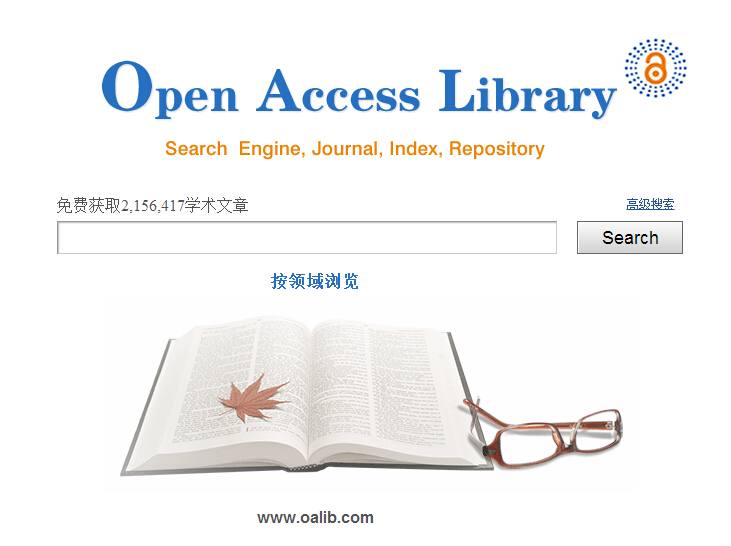 Open Access Library
Search Engine, Journal, Index, Repository
免费获取2,156,417学术文章
高级搜索
Search
按领域浏览
www.oalib.com